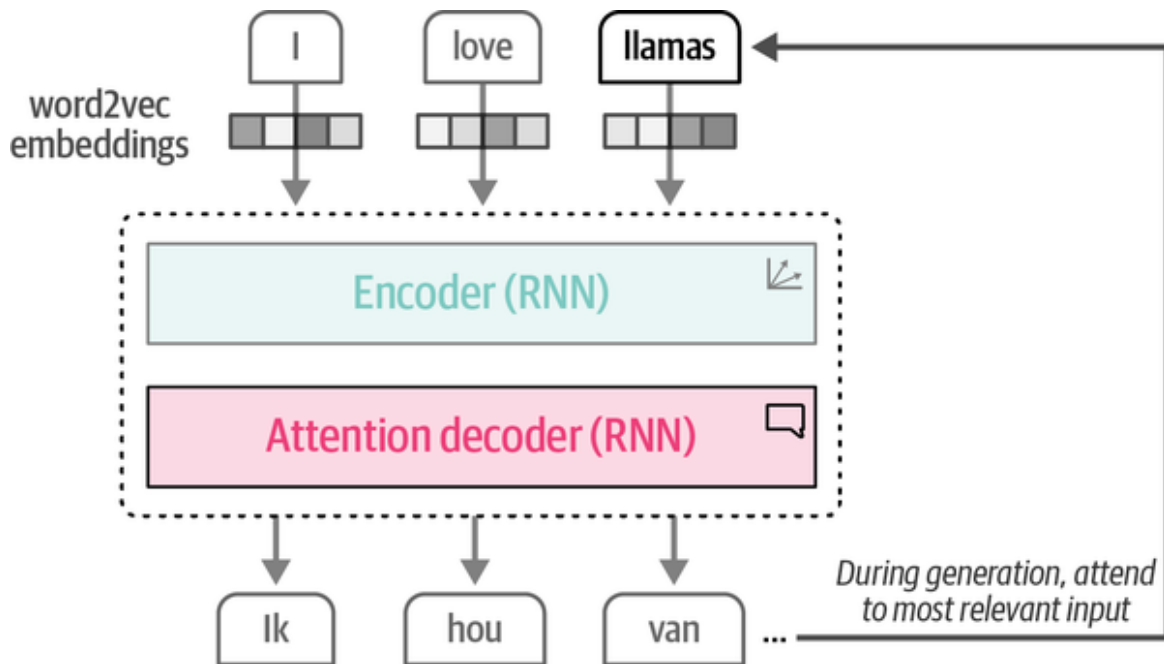 I
love
llamas
word2vec
embeddings
Encoder (RNN)
Attention decoder (RNN)
During generation, attend
to most relevant input
Ik
hou
van
...